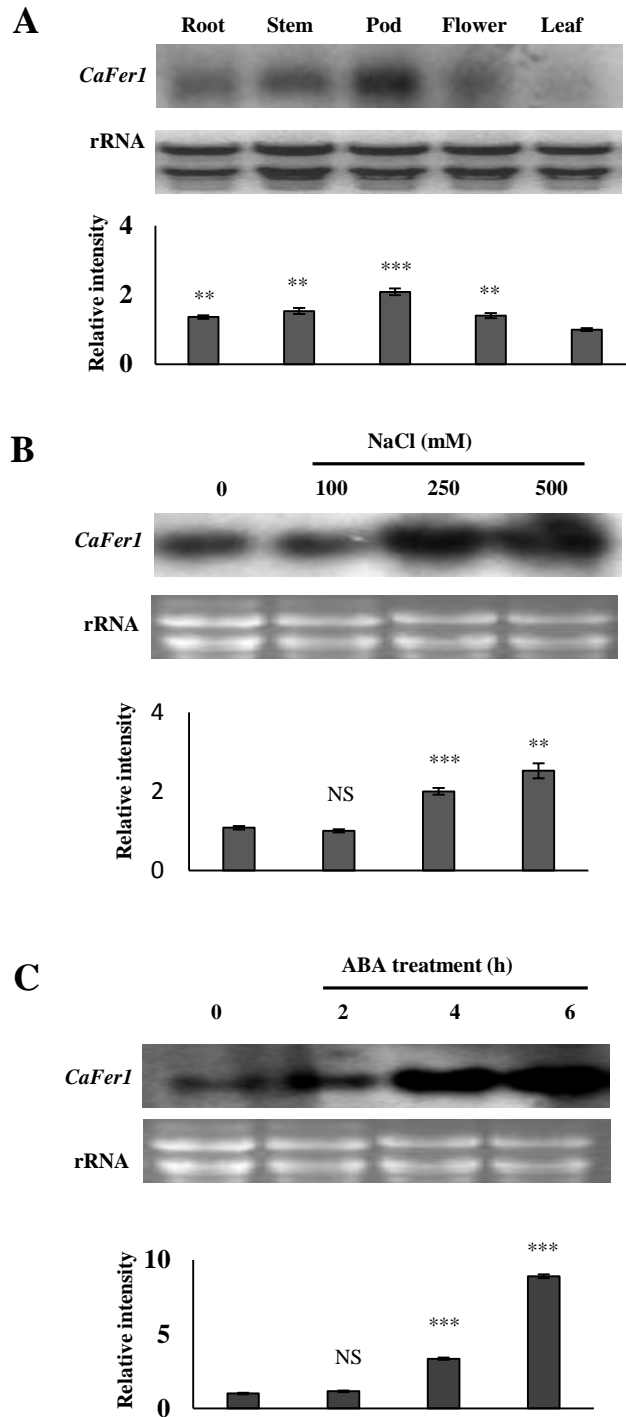 A
Root Stem Pod Flower Leaf
CaFer1
rRNA
Relative intensity
4
2
0
** ** *** **
B
NaCl (mM)
0 100 250 500
CaFer1
rRNA
Relative intensity
4
2
0
NS *** **
C
ABA treatment (h)
0 2 4 6
CaFer1
rRNA
Relative intensity
10
5
0
NS *** ***